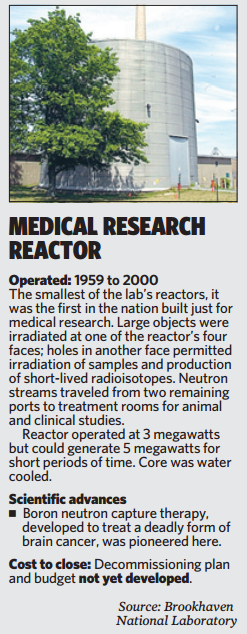 MEDICAL RESEARCH
REACTOR
Operated: 1959 to 2000
The smallest of the lab's reactors, it
was the first in the nation built just for
medical research. Large objects were
irradiated at one of the reactor's four
faces; holes in another face permitted
irradiation of samples and production
of short-lived radioisotopes. Neutron
streams traveled from two remaining
ports to treatment rooms for animal
and clinical studies.
Reactor operated at 3 megawatts
but could generate 5 megawatts for
short periods of time. Core was water
cooled.
Scientific advances
■ Boron neutron capture therapy,
developed to treat a deadly form of
brain cancer, was pioneered here.
Cost to close: Decommissioning plan
and budget not yet developed.
Source: Brookhaven
National Laboratory